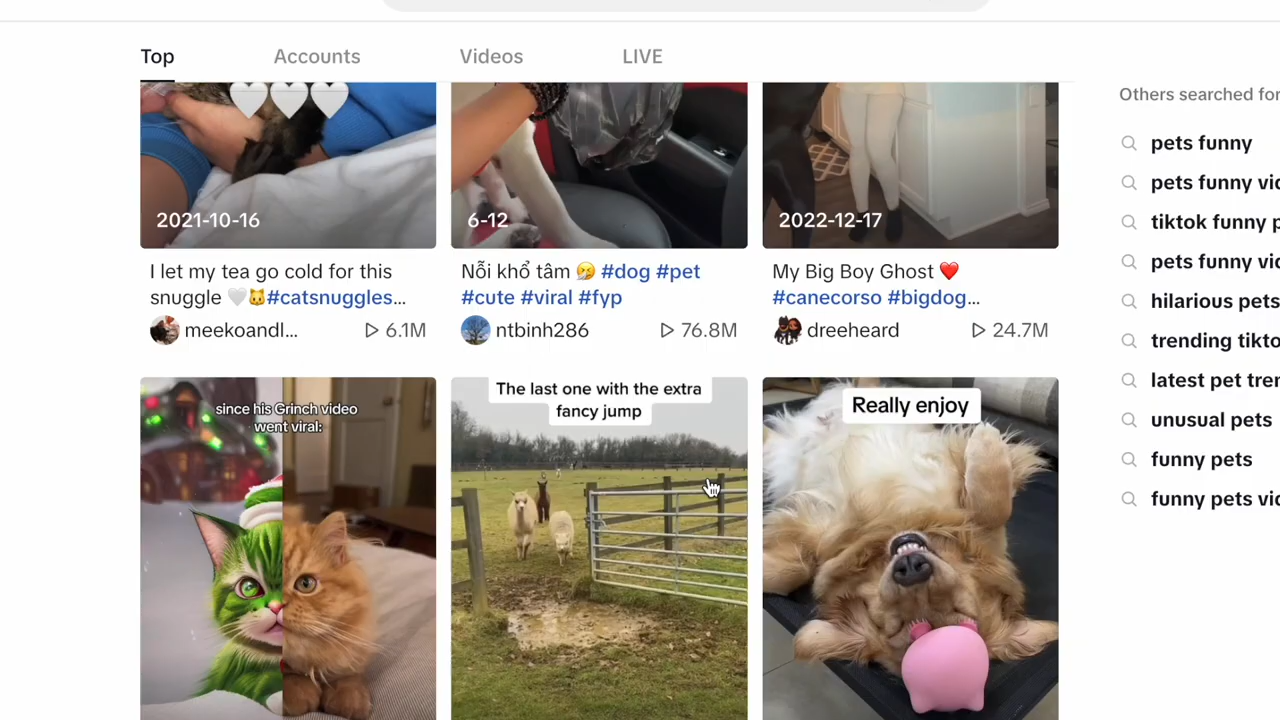 Top
Accounts
Videos
LIVE
Others searched for
2021-10-16
6-12
2022-12-17
I let my tea go cold for this
snuggle 🤍🐱#catsnuggles...
meekoandl...
6.1M
Nỗi khổ tâm 🤧 #dog #pet
#cute #viral #fyp
ntbinh286
76.8M
My Big Boy Ghost ❤️
#canecorso #bigdog...
dreeheard
24.7M
since his Grinch video
went viral:
The last one with the extra
fancy jump
Really enjoy
pets funny
pets funny vid
tiktok funny p
pets funny vid
hilarious pets
trending tikto
latest pet tren
unusual pets
funny pets
funny pets vid